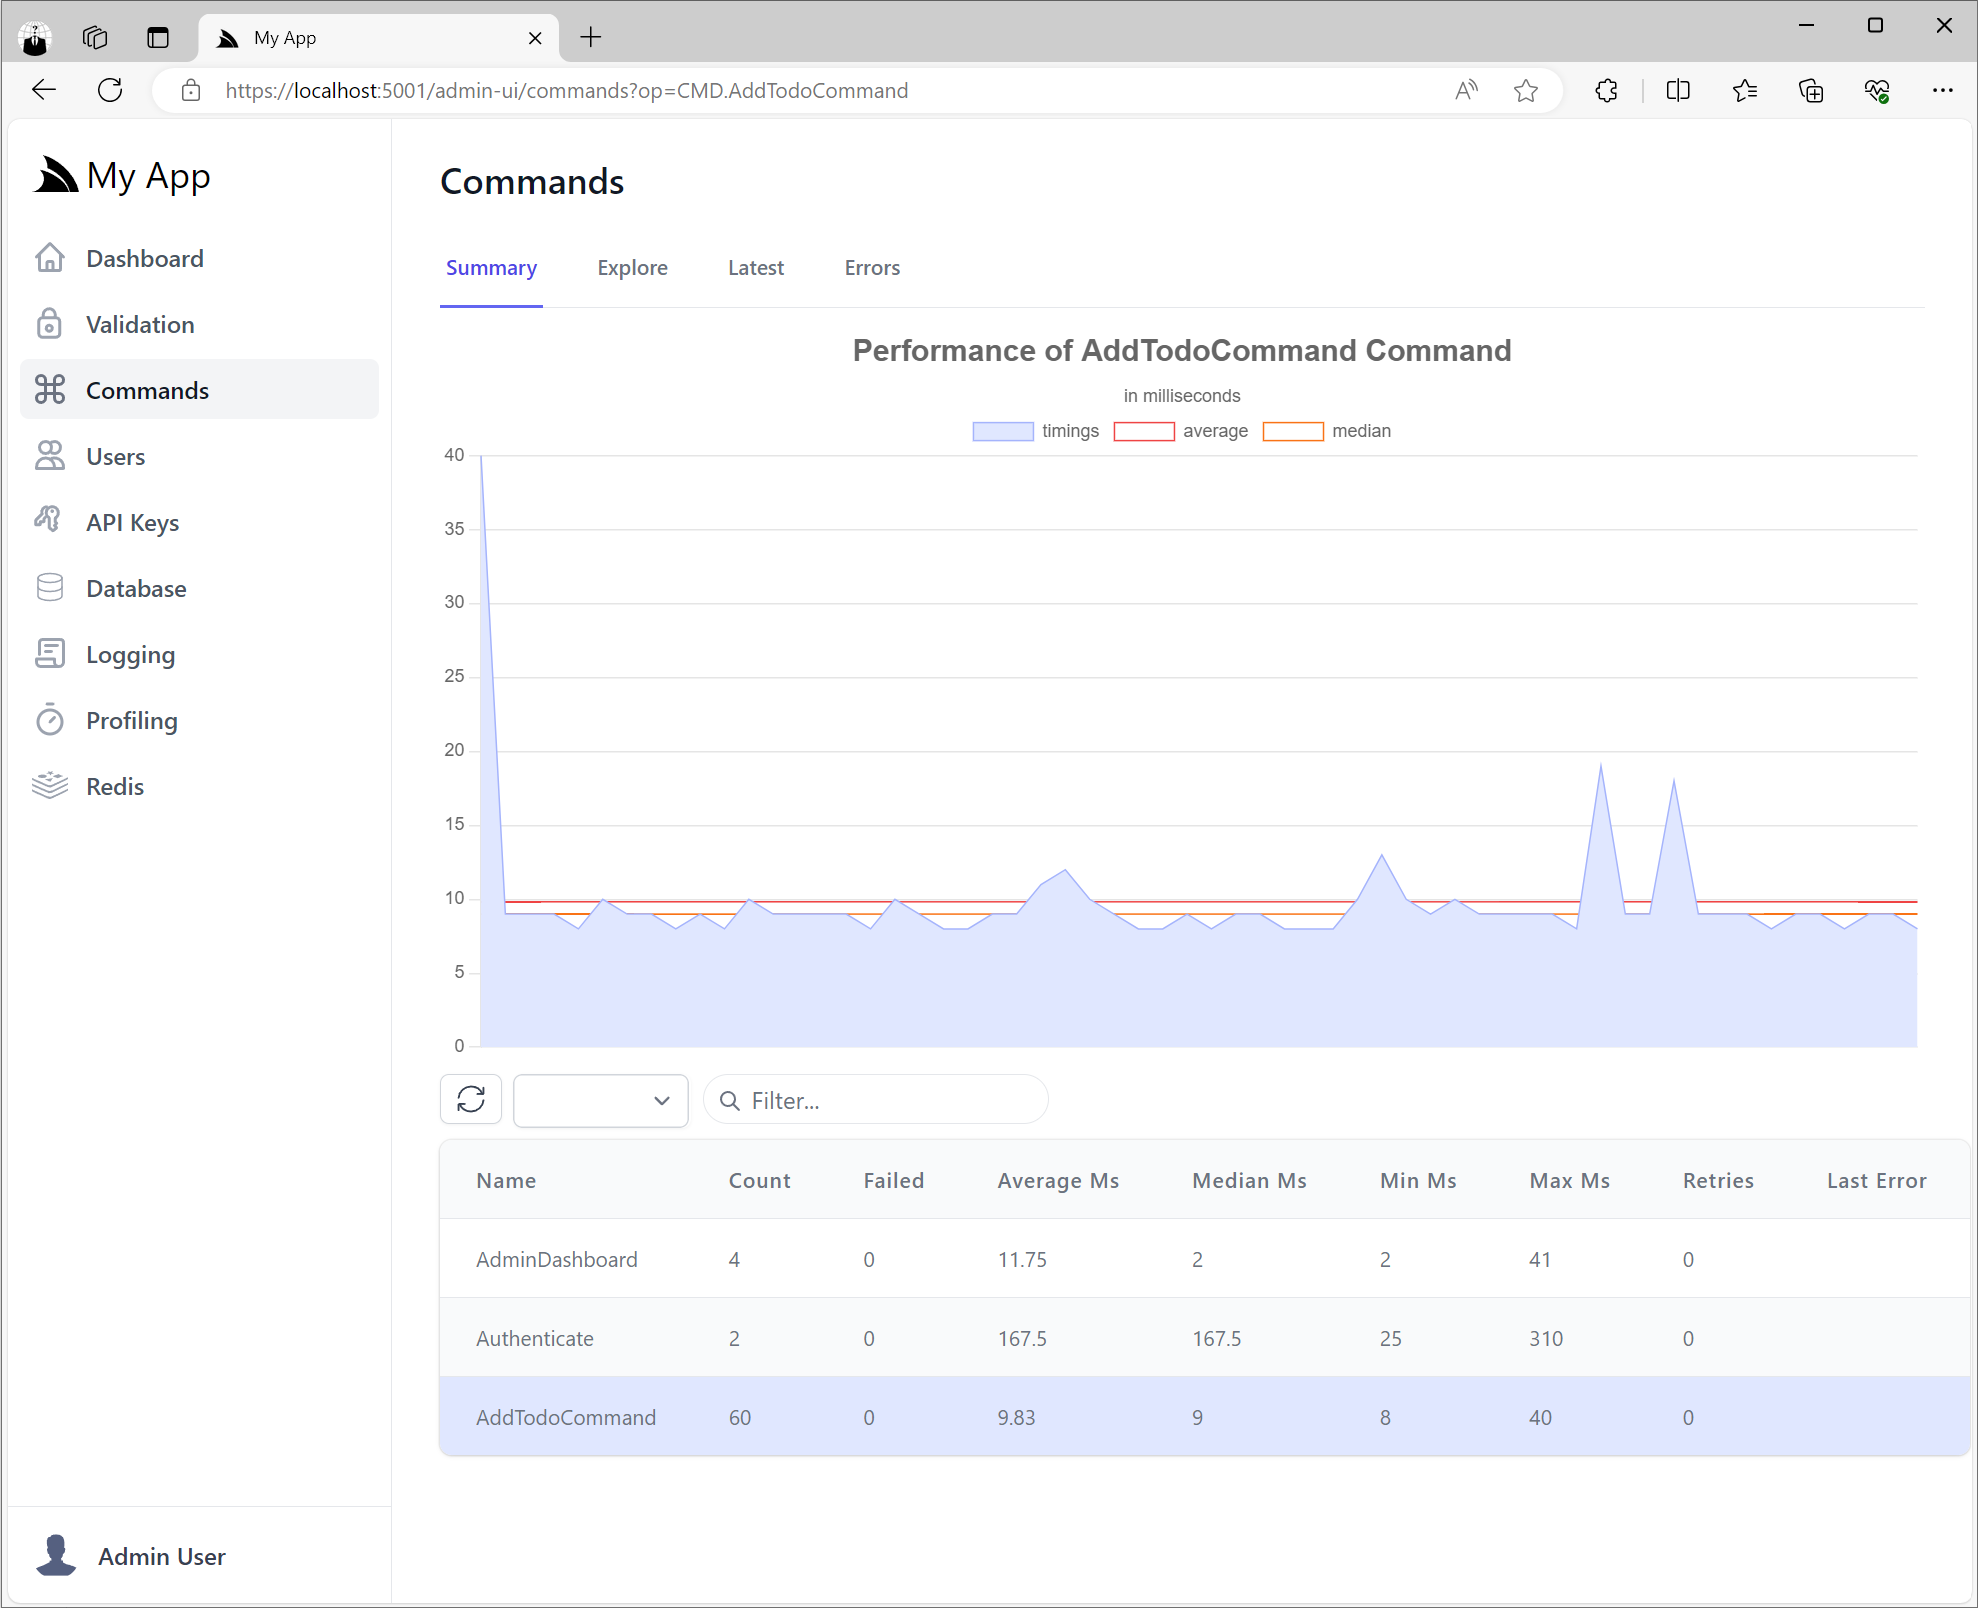 My App
https://localhost:5001/admin-ui/commands?op=CMD.AddTodoCommand
My App
Dashboard
Validation
Commands
Users
API Keys
Database
Logging
Profiling
Redis
Admin User
Commands
Summary Explore Latest Errors
Performance of AddTodoCommand Command
in milliseconds
timings average median
40
35
30
25
20
15
10
5
0
Filter...
Name Count Failed Average Ms Median Ms Min Ms Max Ms Retries Last Error
AdminDashboard 4 0 11.75 2 2 41 0
Authenticate 2 0 167.5 167.5 25 310 0
AddTodoCommand 60 0 9.83 9 8 40 0